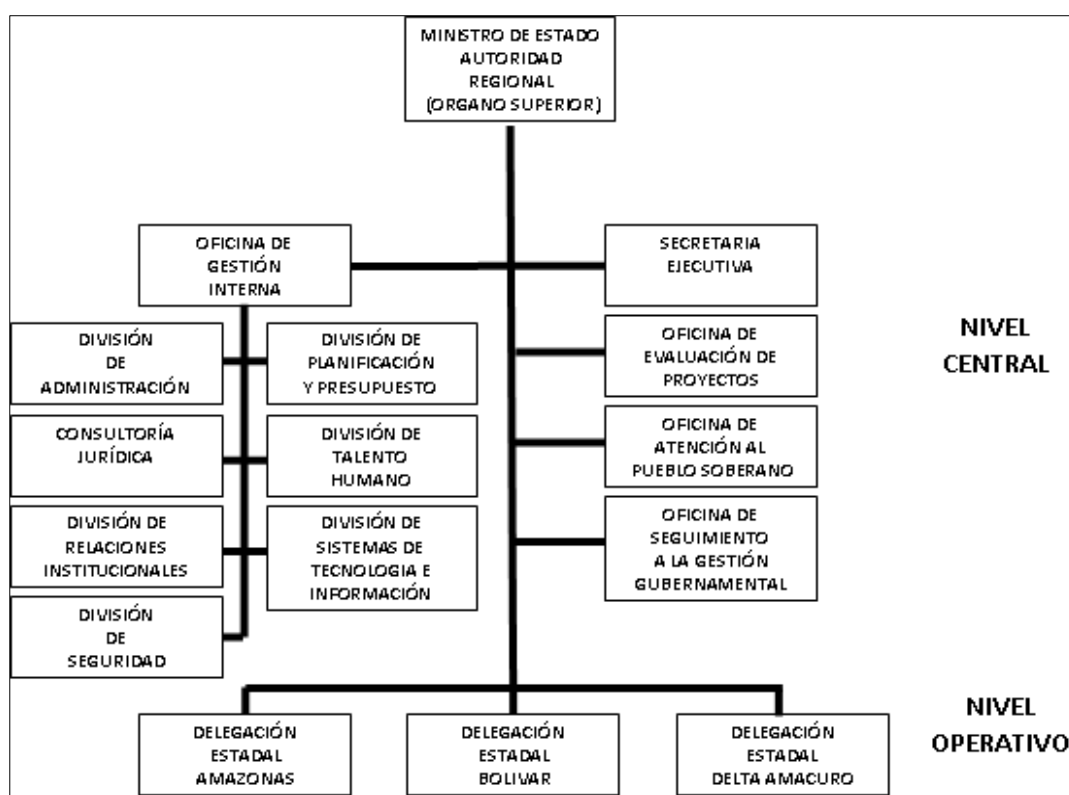 MINISTRO DE ESTADO
AUTORIDAD
REGIONAL
(ORGANO SUPERIOR)
OFICINA DE
GESTIÓN
INTERNA
SECRETARIA
EJECUTIVA
DIVISIÓN
DE
ADMINISTRACIÓN
DIVISIÓN DE
PLANIFICACIÓN
Y PRESUPUESTO
OFICINA DE
EVALUACIÓN DE
PROYECTOS
NIVEL
CENTRAL
CONSULTORÍA
JURÍDICA
DIVISIÓN DE
TALENTO
HUMANO
OFICINA DE
ATENCIÓN AL
PUEBLO SOBERANO
DIVISIÓN DE
RELACIONES
INSTITUCIONALES
DIVISIÓN DE
SISTEMAS DE
TECNOLOGIA E
INFORMACIÓN
OFICINA DE
SEGUIMIENTO
A LA GESTIÓN
GUBERNAMENTAL
DIVISIÓN
DE
SEGURIDAD
DELEGACIÓN
ESTADAL
AMAZONAS
DELEGACIÓN
ESTADAL
BOLIVAR
DELEGACIÓN
ESTADAL
DELTA AMACURO
NIVEL
OPERATIVO